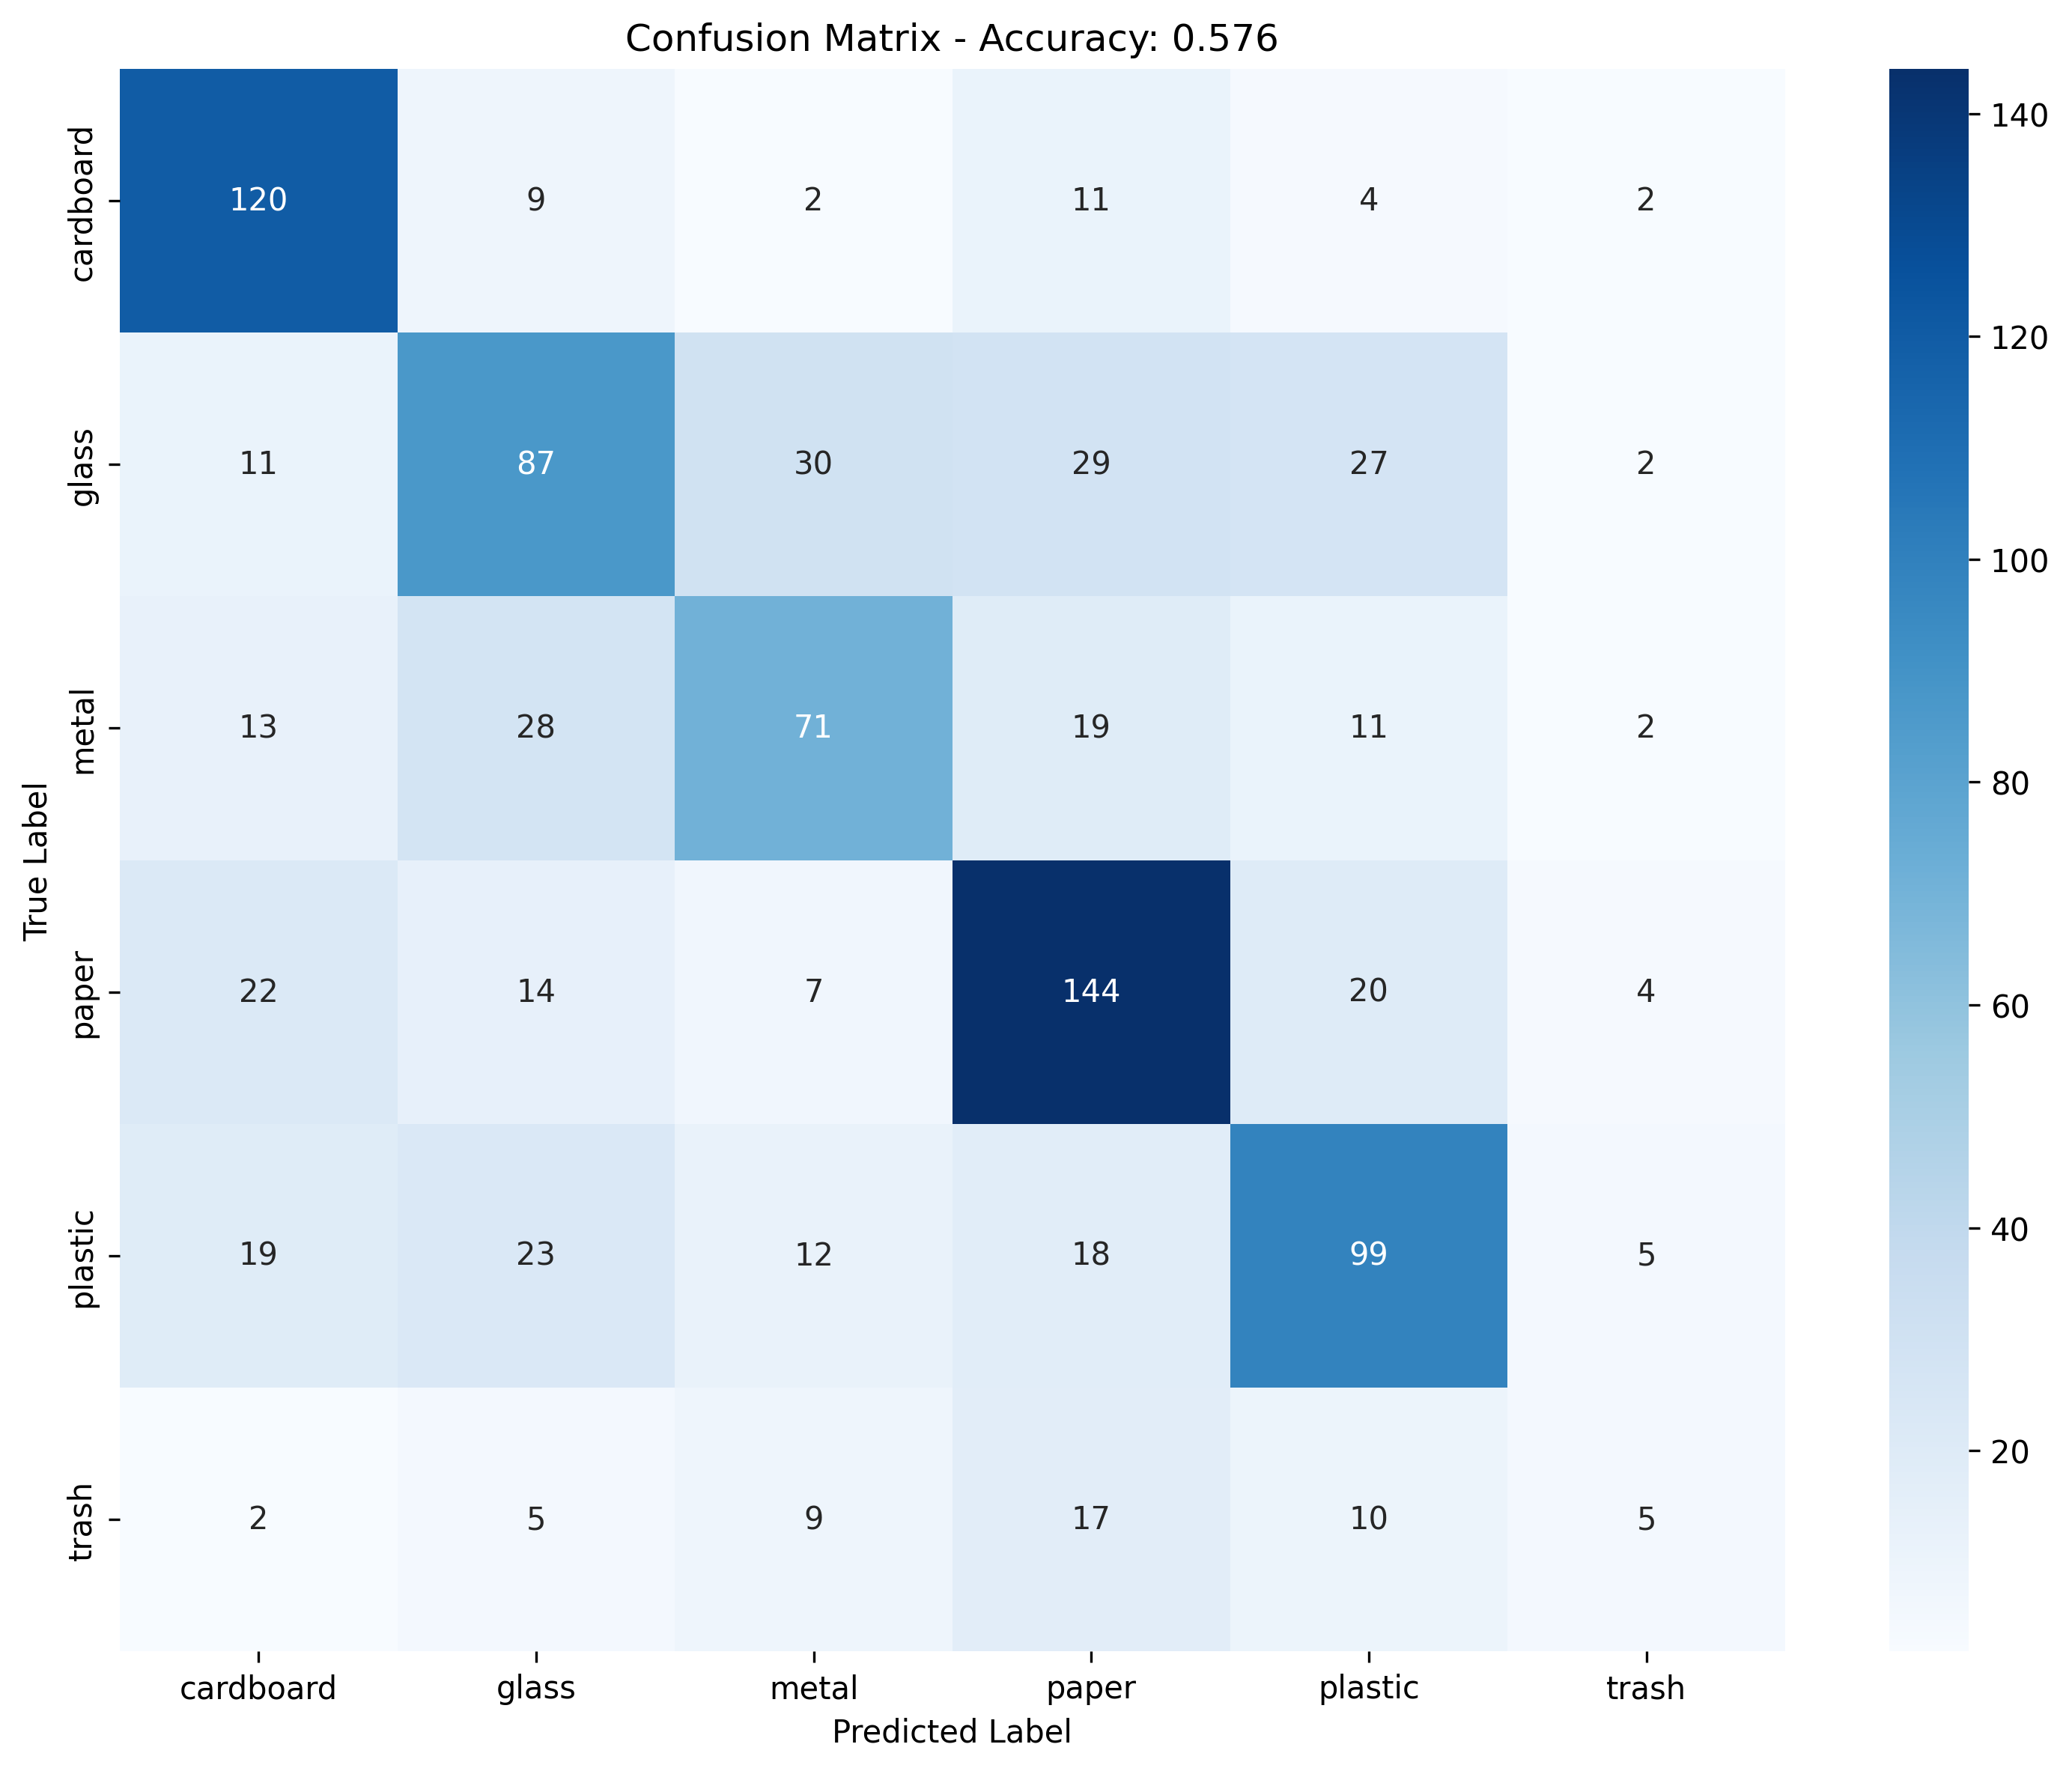 Confusion Matrix - Accuracy: 0.576
True Label
cardboard 120 9 2 11 4 2
glass 11 87 30 29 27 2
metal 13 28 71 19 11 2
paper 22 14 7 144 20 4
plastic 19 23 12 18 99 5
trash 2 5 9 17 10 5
cardboard glass metal paper plastic trash
Predicted Label
140
120
100
80
60
40
20